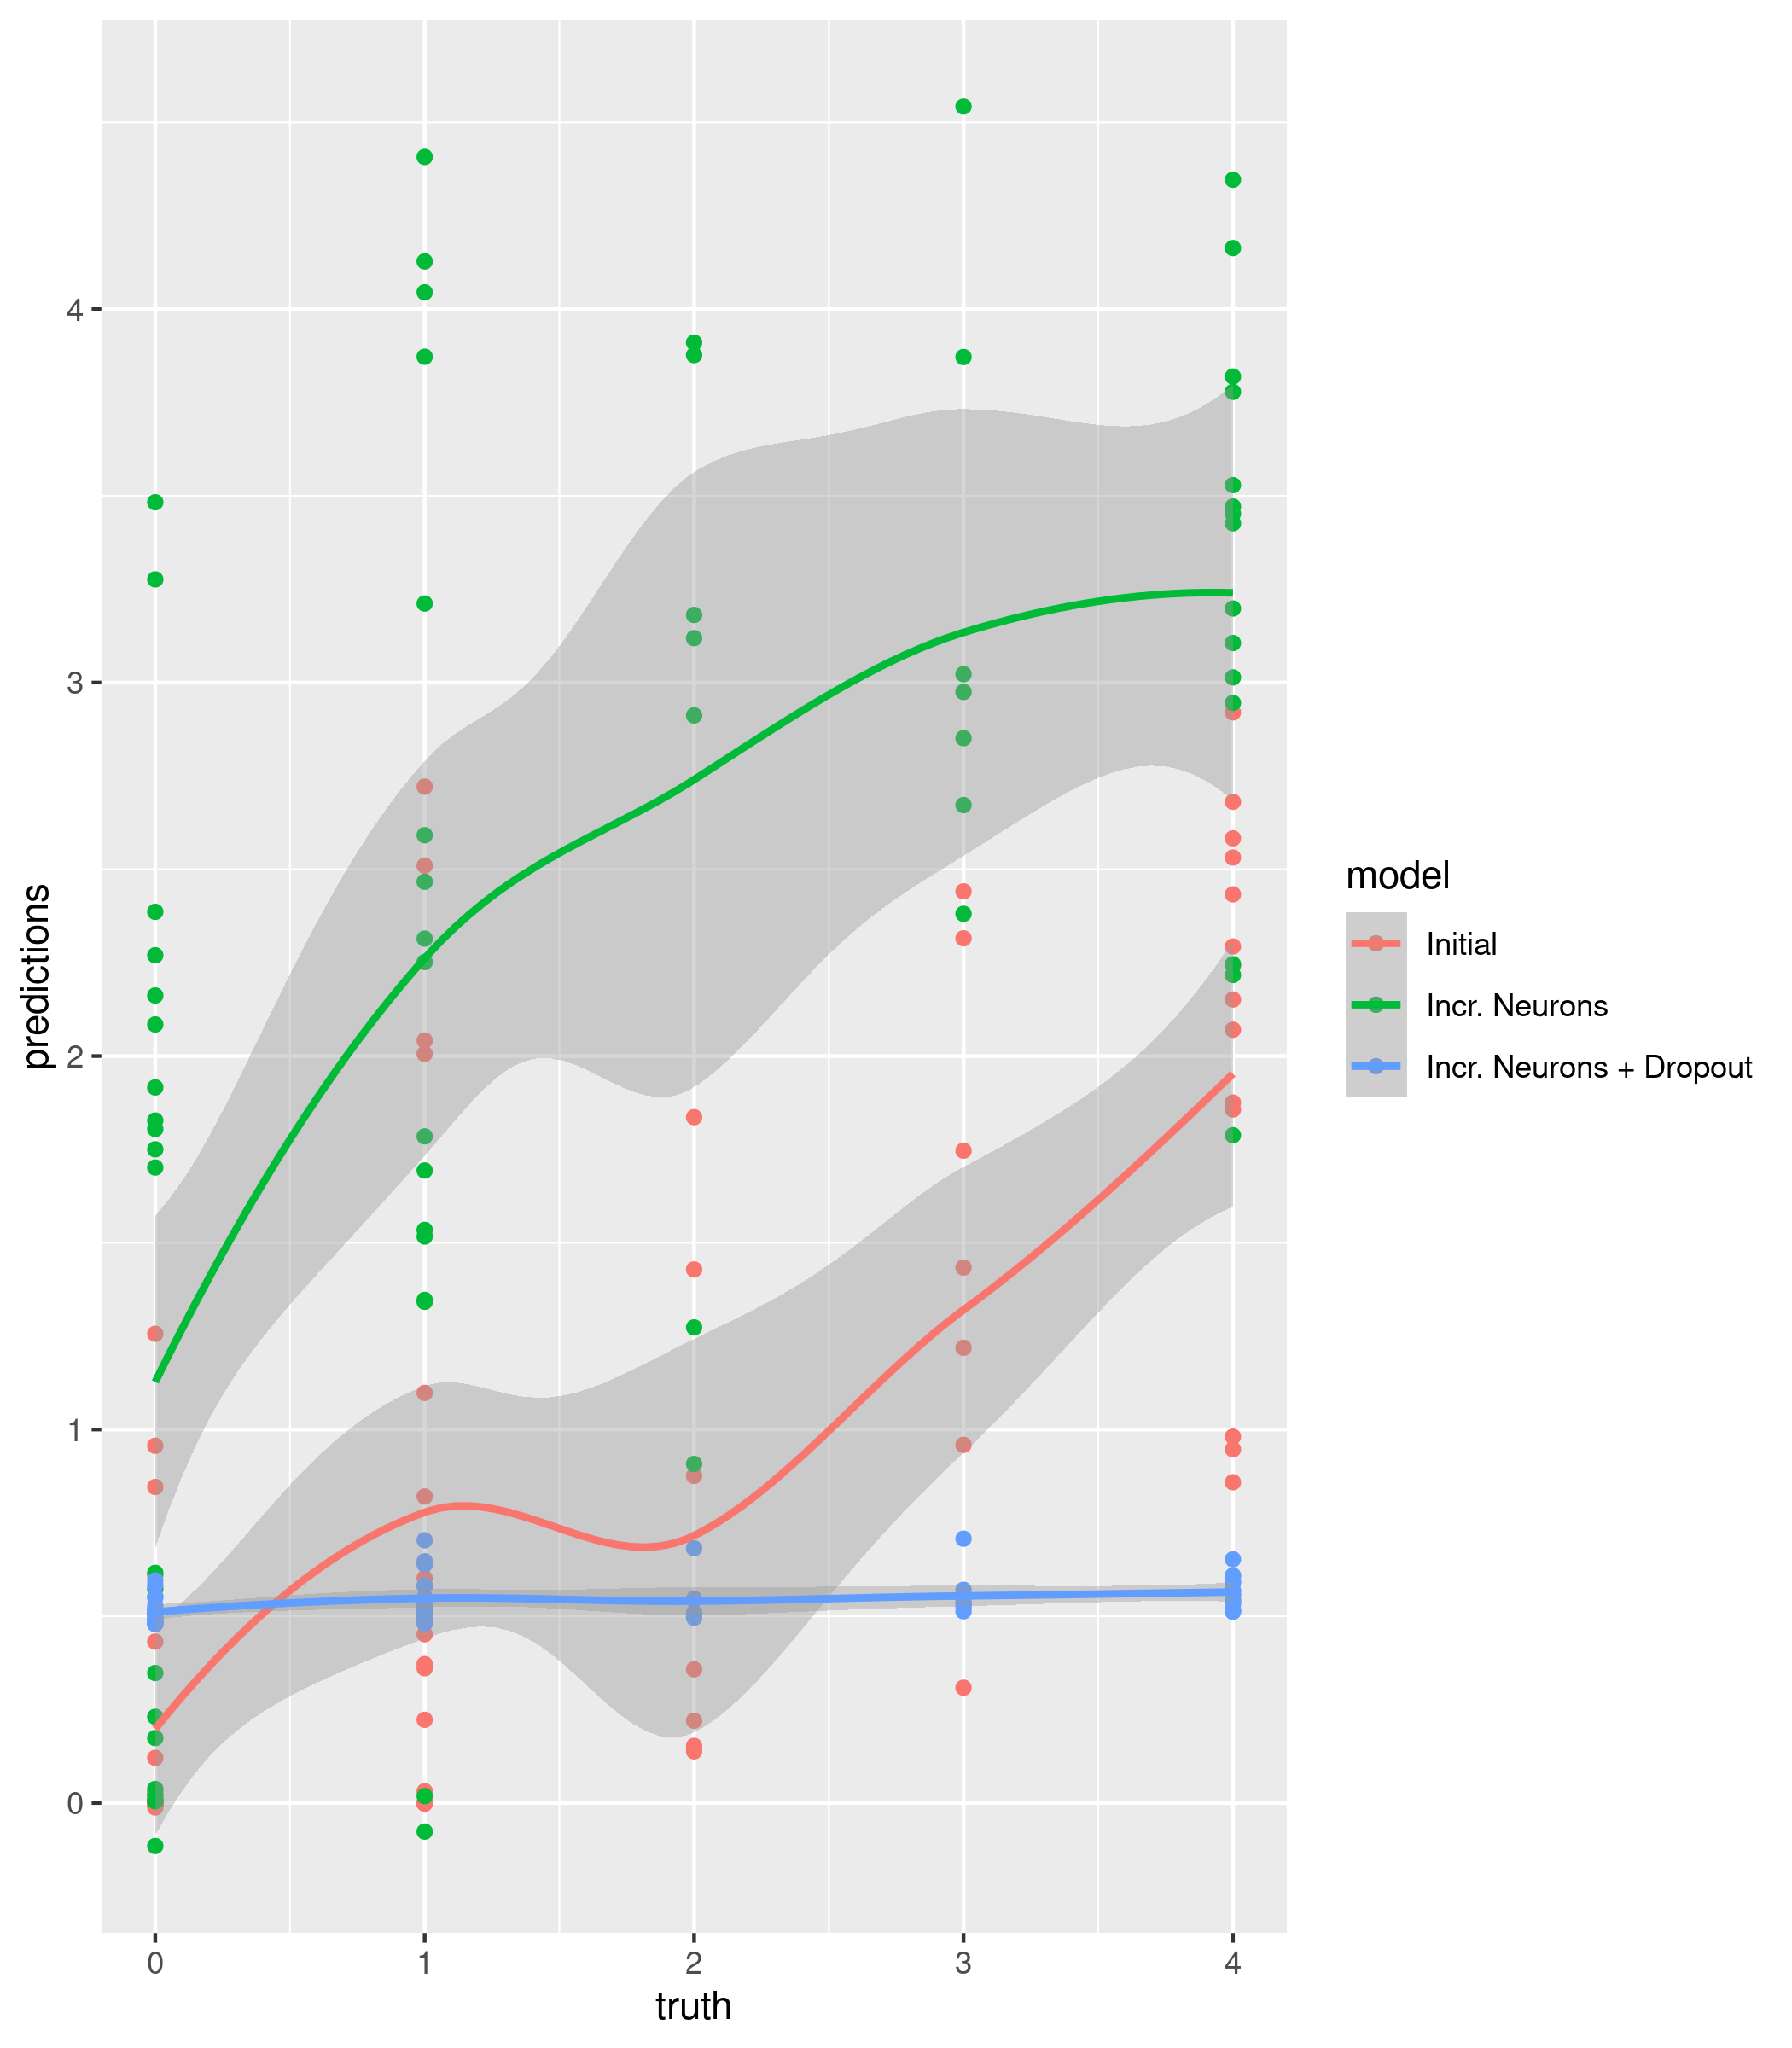 4
3
2
1
0
predictions
0 1 2 3 4
truth
model
Initial
Incr. Neurons
Incr. Neurons + Dropout